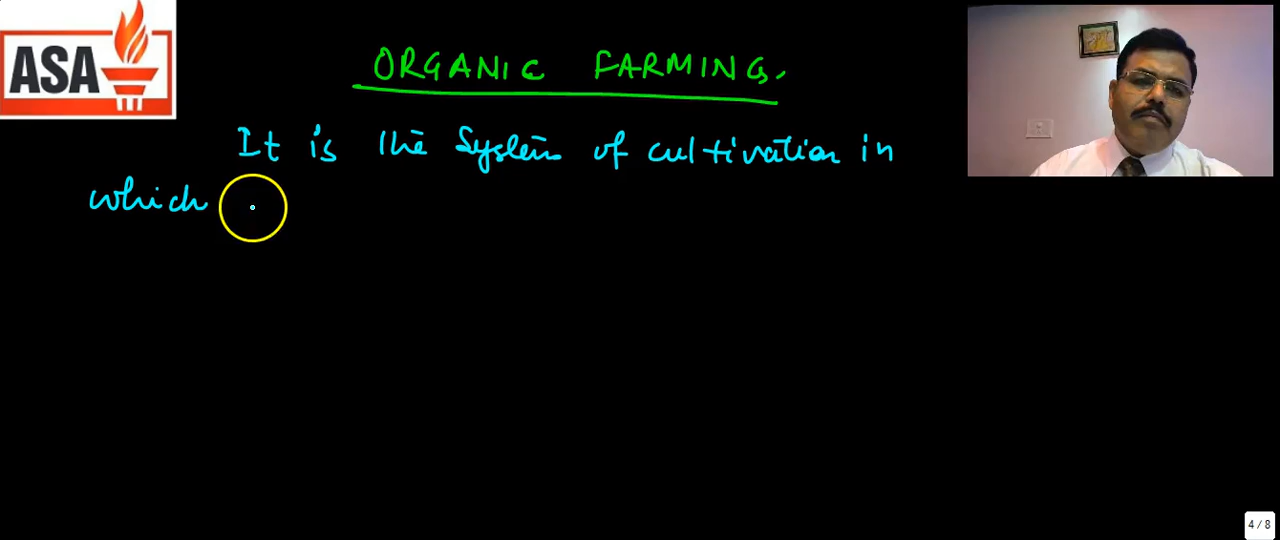 ASA
ORGANIC FARMING.
It is the System of cultivation in
which
4 / 8